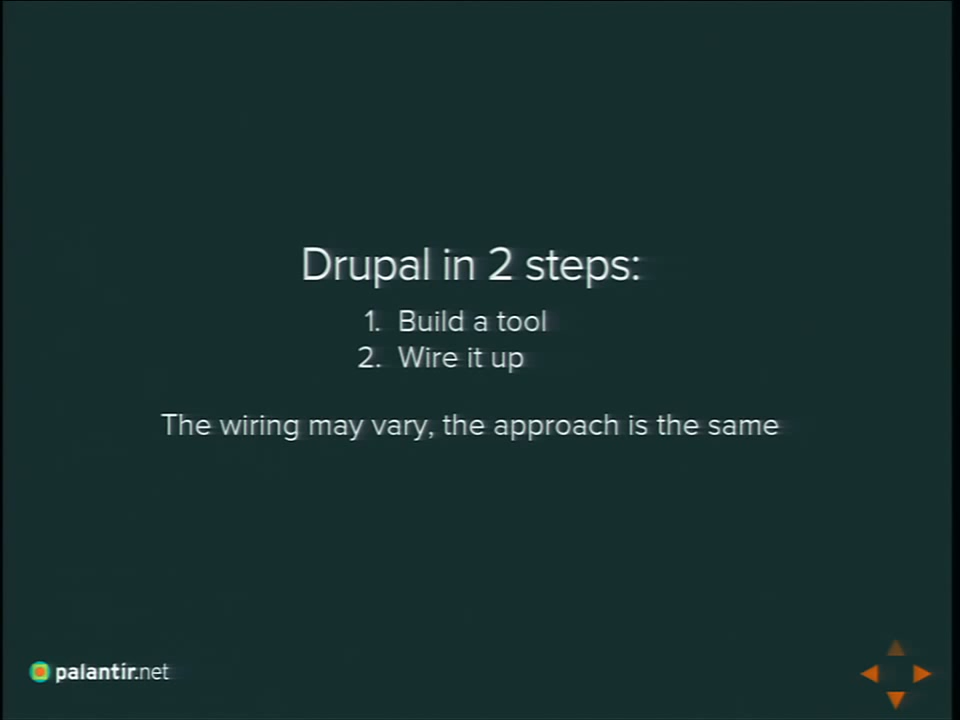 Drupal in 2 steps:
1. Build a tool
2. Wire it up
The wiring may vary, the approach is the same
palantir.net